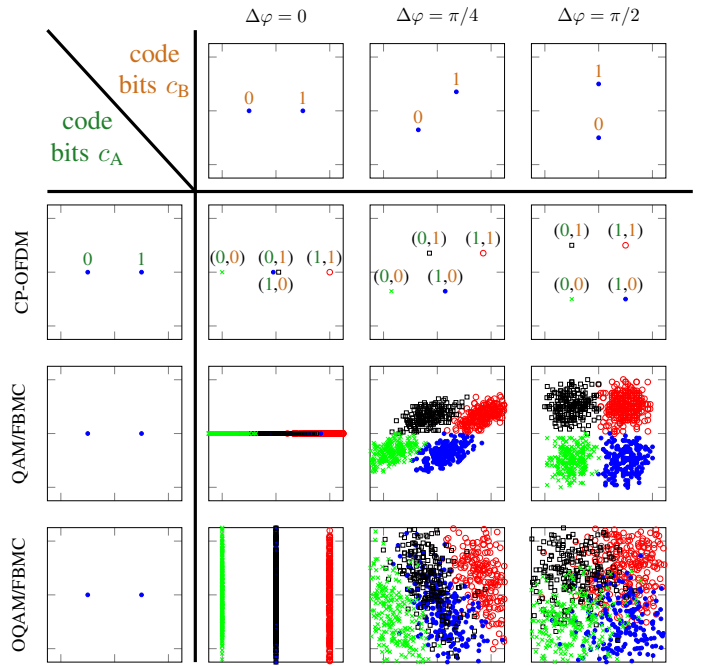 Δφ = 0 Δφ = π/4 Δφ = π/2
code
bits c_B
code
bits c_A
0 1
1
0
1
0
CP-OFDM
0 1
(0,0) (0,1) (1,1)
(1,0)
(0,1) (1,1)
(0,0) (1,0)
(0,1) (1,1)
(0,0) (1,0)
QAM/FBMC
OQAM/FBMC